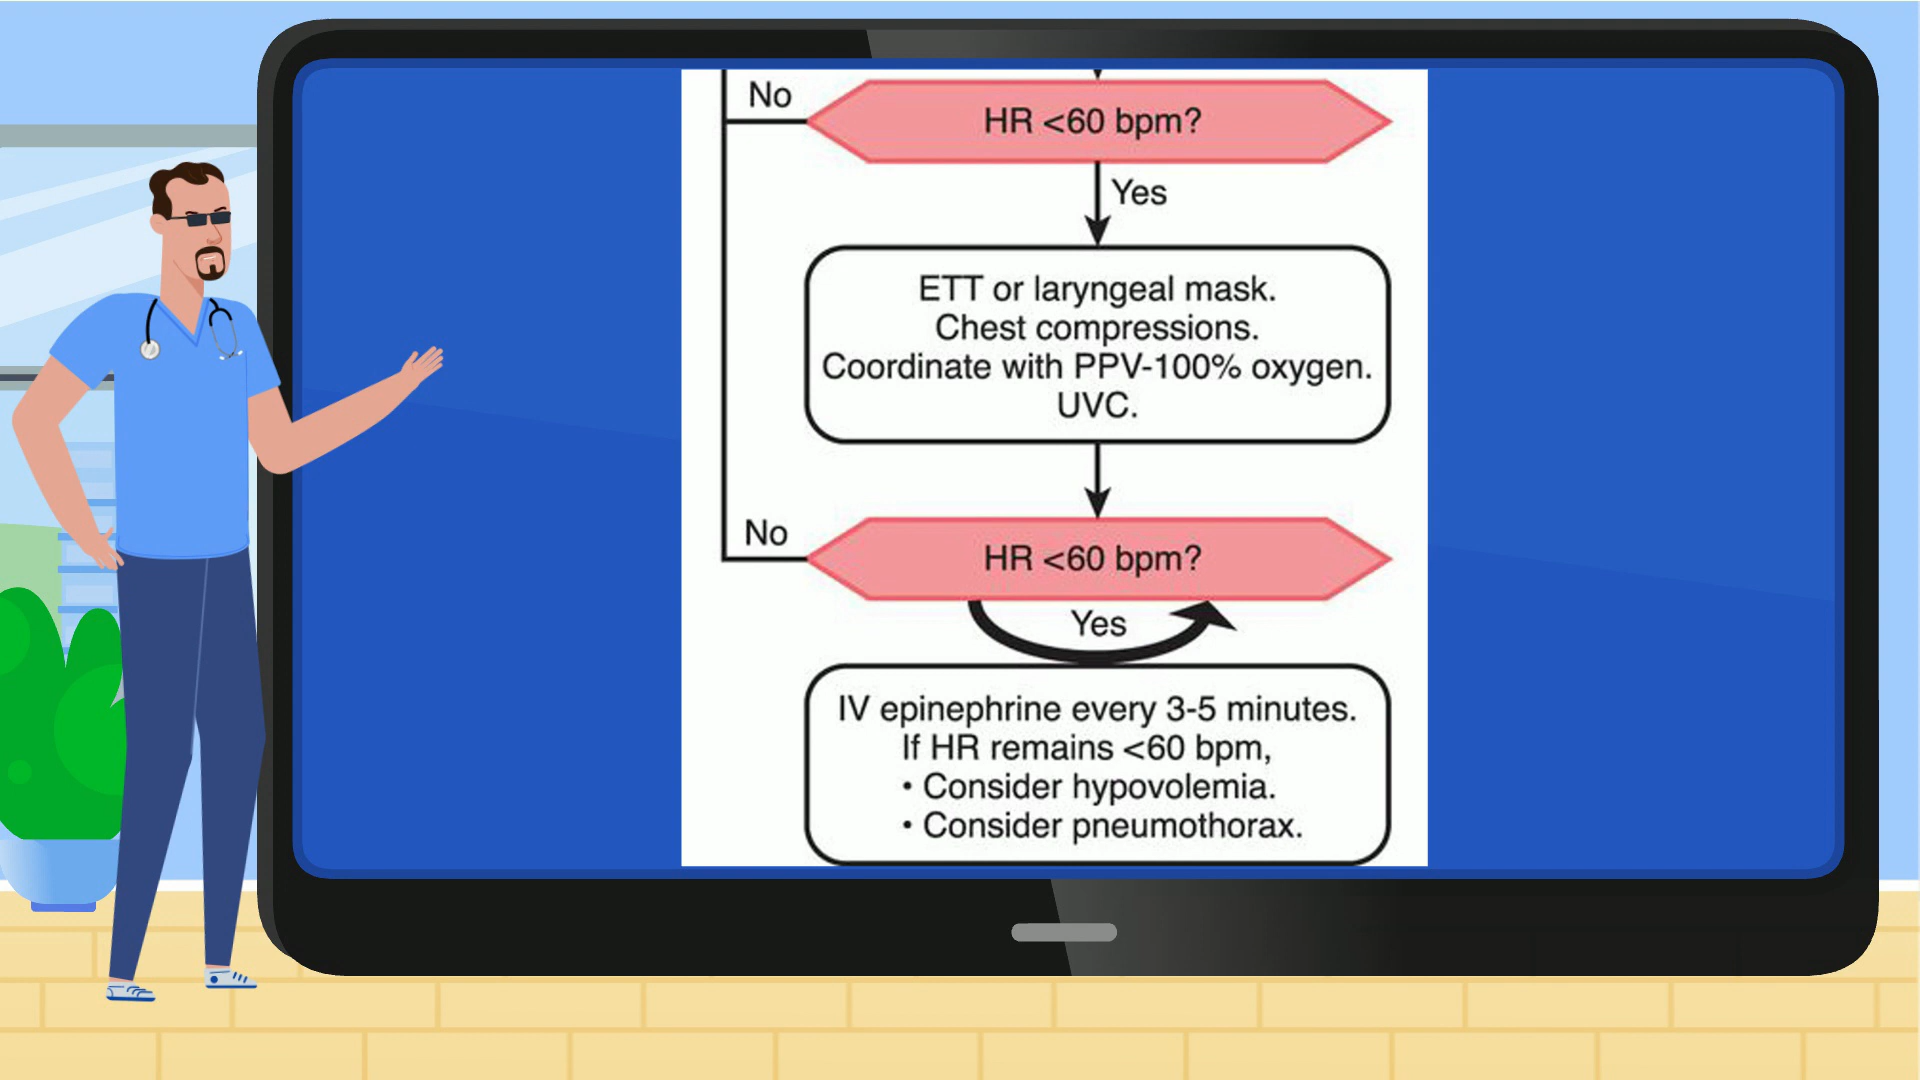 No
HR <60 bpm?
Yes
ETT or laryngeal mask.
Chest compressions.
Coordinate with PPV-100% oxygen.
UVC.
No
HR <60 bpm?
Yes
IV epinephrine every 3-5 minutes.
If HR remains <60 bpm,
• Consider hypovolemia.
• Consider pneumothorax.